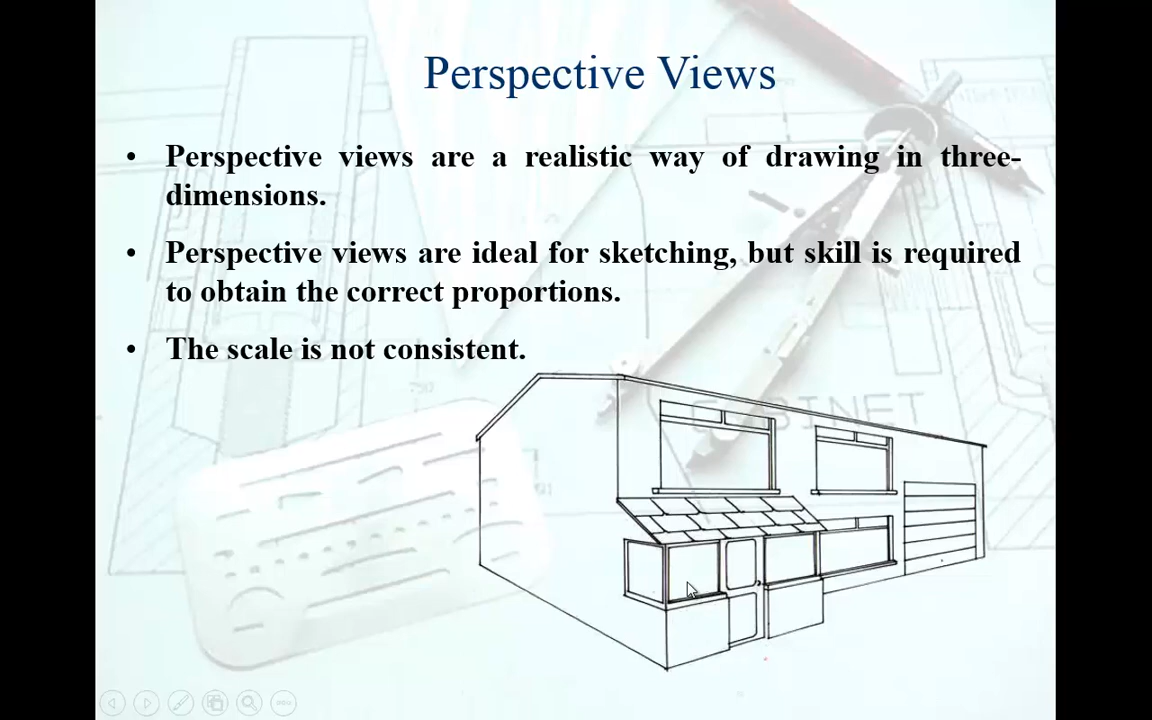 Perspective Views
• Perspective views are a realistic way of drawing in three-
dimensions.
• Perspective views are ideal for sketching, but skill is required
to obtain the correct proportions.
• The scale is not consistent.